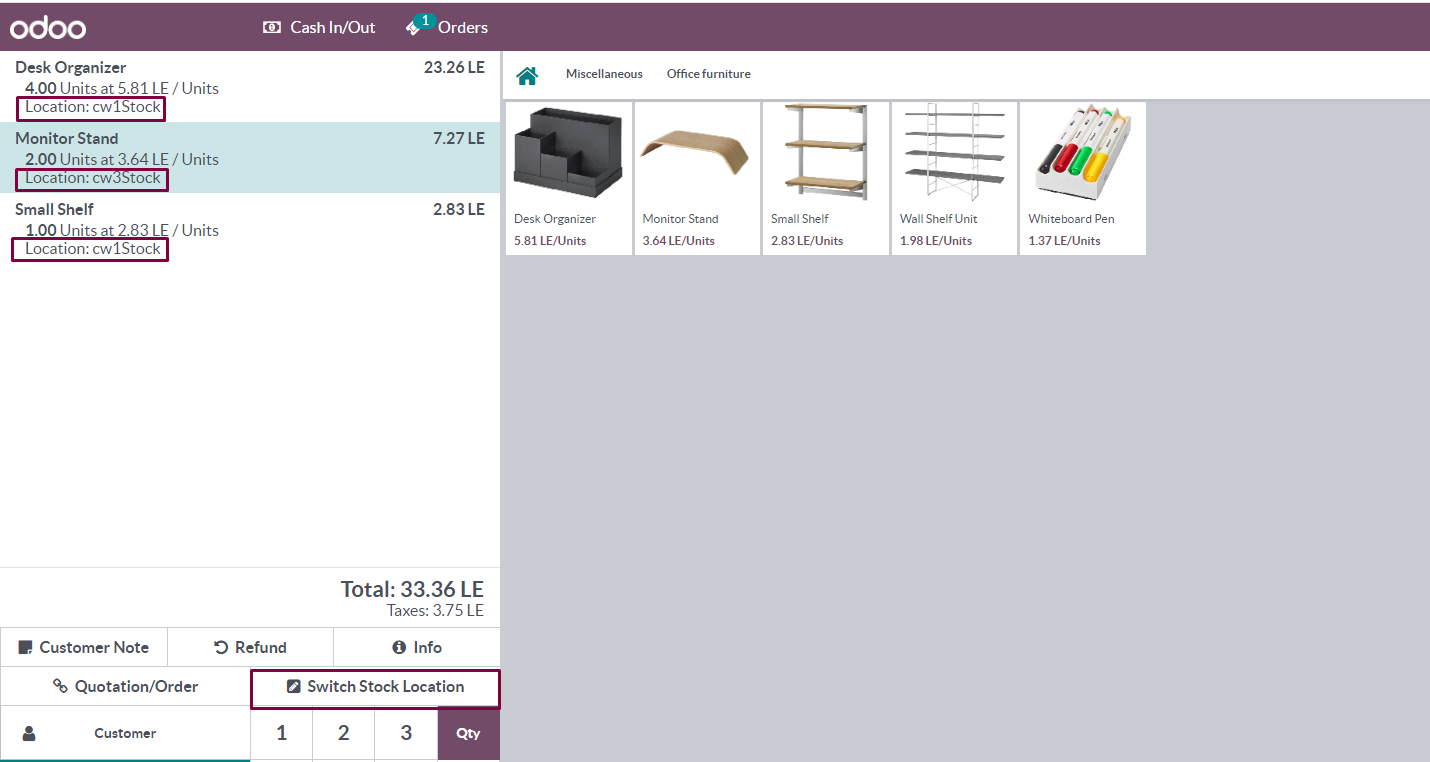 odoo
Cash In/Out
1
Orders
Desk Organizer 23.26 LE
4.00 Units at 5.81 LE / Units
Location: cw1Stock
Monitor Stand 7.27 LE
2.00 Units at 3.64 LE / Units
Location: cw3Stock
Small Shelf 2.83 LE
1.00 Units at 2.83 LE / Units
Location: cw1Stock
Total: 33.36 LE
Taxes: 3.75 LE
Customer Note Refund Info
Quotation/Order Switch Stock Location
Customer 1 2 3 Qty
Miscellaneous Office furniture
Desk Organizer
5.81 LE/Units
Monitor Stand
3.64 LE/Units
Small Shelf
2.83 LE/Units
Wall Shelf Unit
1.98 LE/Units
Whiteboard Pen
1.37 LE/Units